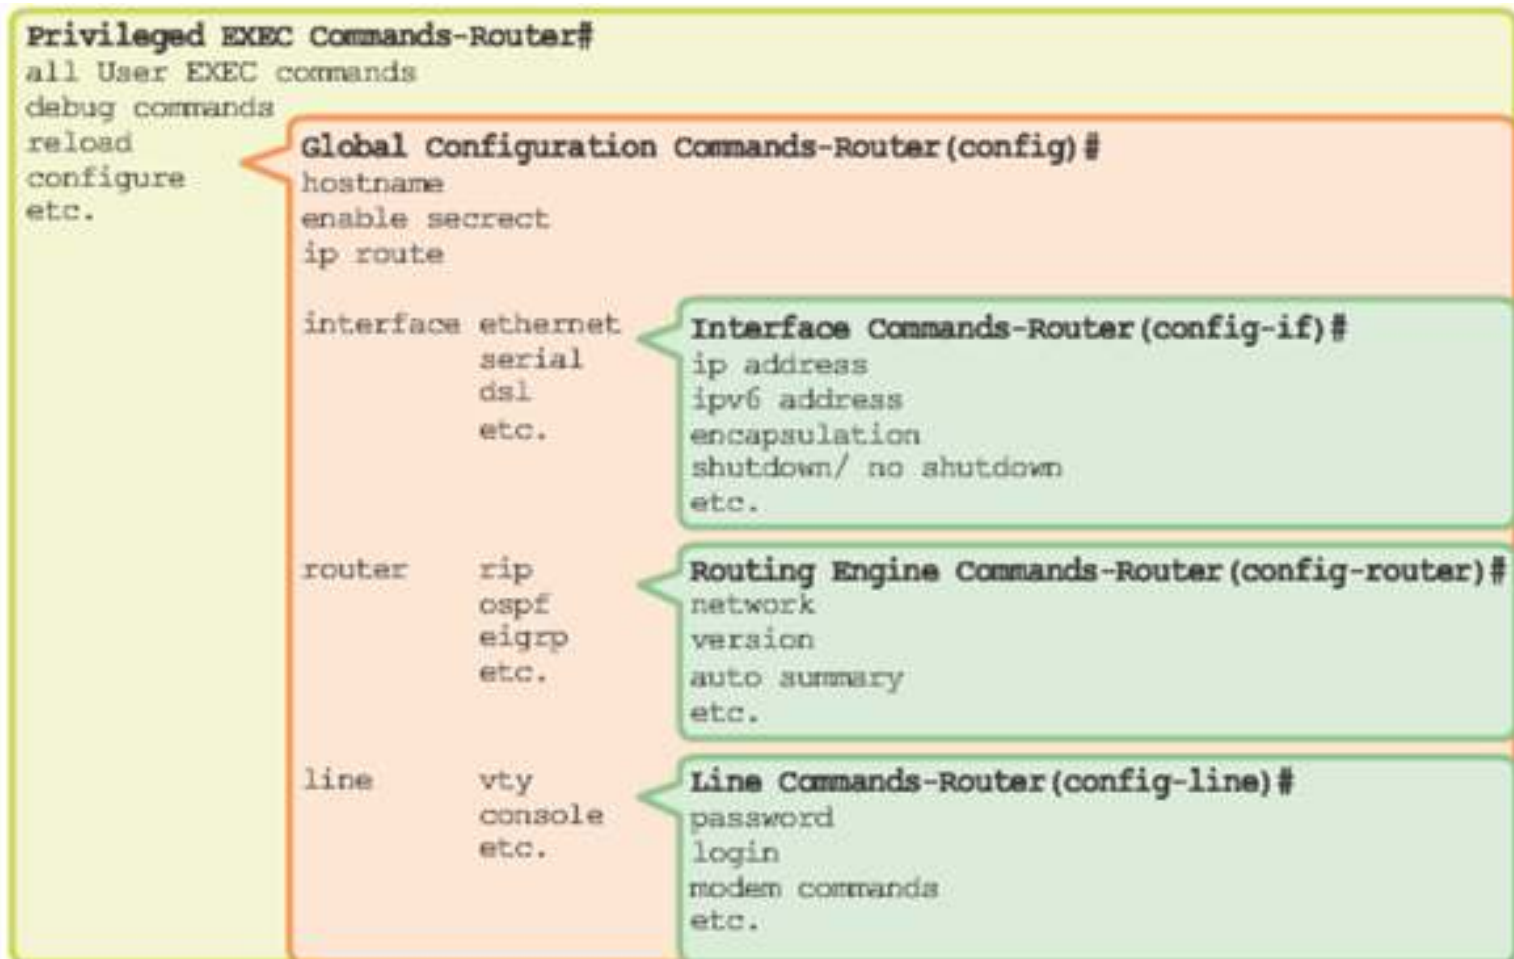 Privileged EXEC Commands-Router#
all User EXEC commands
debug commands
reload
configure
etc.
Global Configuration Commands-Router(config)#
hostname
enable secrect
ip route
interface ethernet
serial
dsl
etc.
Interface Commands-Router(config-if)#
ip address
ipv6 address
encapsulation
shutdown/ no shutdown
etc.
router rip
ospf
eigrp
etc.
Routing Engine Commands-Router(config-router)#
network
version
auto summary
etc.
line vty
console
etc.
Line Commands-Router(config-line)#
password
login
modem commands
etc.